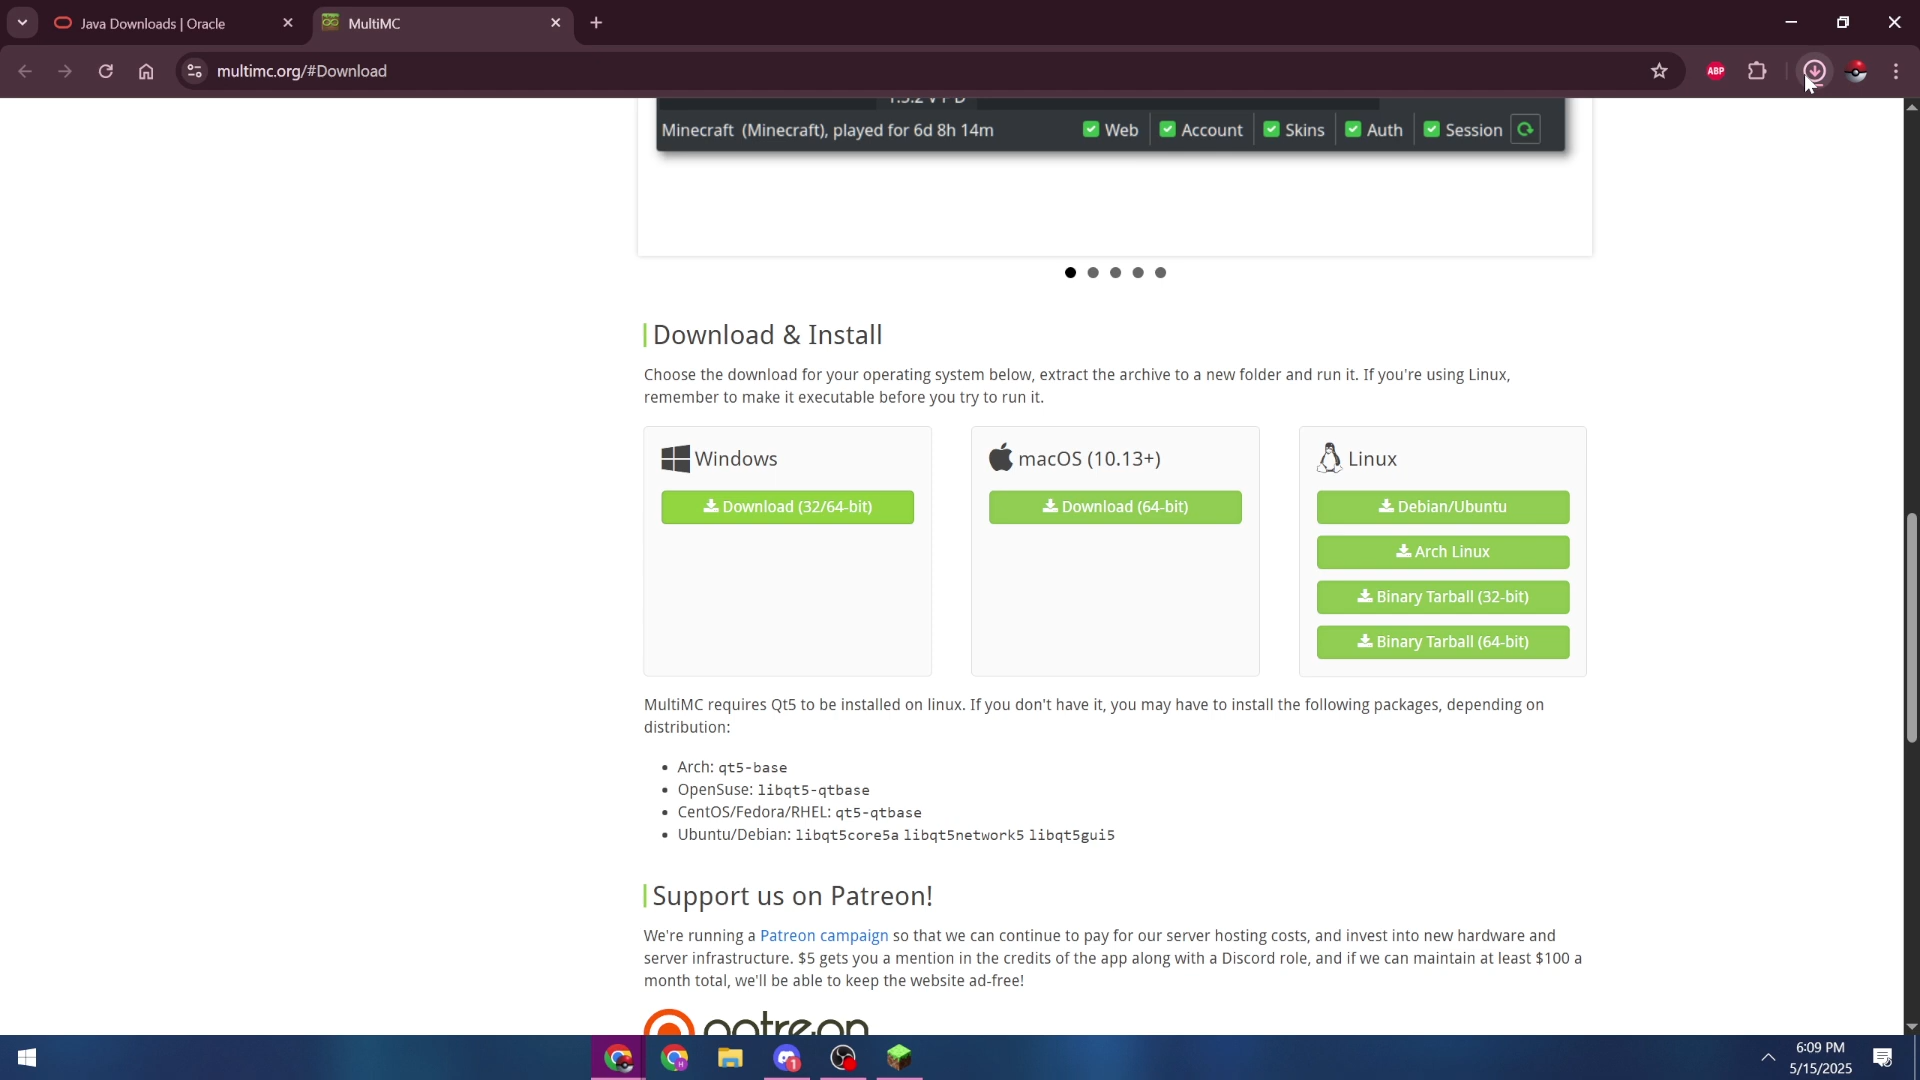 Java Downloads | Oracle
MultiMC
multimc.org/#Download
ABP
Minecraft (Minecraft), played for 6d 8h 14m
Web
Account
Skins
Auth
Session
Download & Install
Choose the download for your operating system below, extract the archive to a new folder and run it. If you're using Linux,
remember to make it executable before you try to run it.
Windows
Download (32/64-bit)
macOS (10.13+)
Download (64-bit)
Linux
Debian/Ubuntu
Arch Linux
Binary Tarball (32-bit)
Binary Tarball (64-bit)
MultiMC requires Qt5 to be installed on linux. If you don't have it, you may have to install the following packages, depending on
distribution:
Arch: qt5-base
OpenSuse: libqt5-qtbase
CentOS/Fedora/RHEL: qt5-qtbase
Ubuntu/Debian: libqt5core5a libqt5network5 libqt5gui5
Support us on Patreon!
We're running a Patreon campaign so that we can continue to pay for our server hosting costs, and invest into new hardware and
server infrastructure. $5 gets you a mention in the credits of the app along with a Discord role, and if we can maintain at least $100 a
month total, we'll be able to keep the website ad-free!
patreon
H
1
6:09 PM
5/15/2025